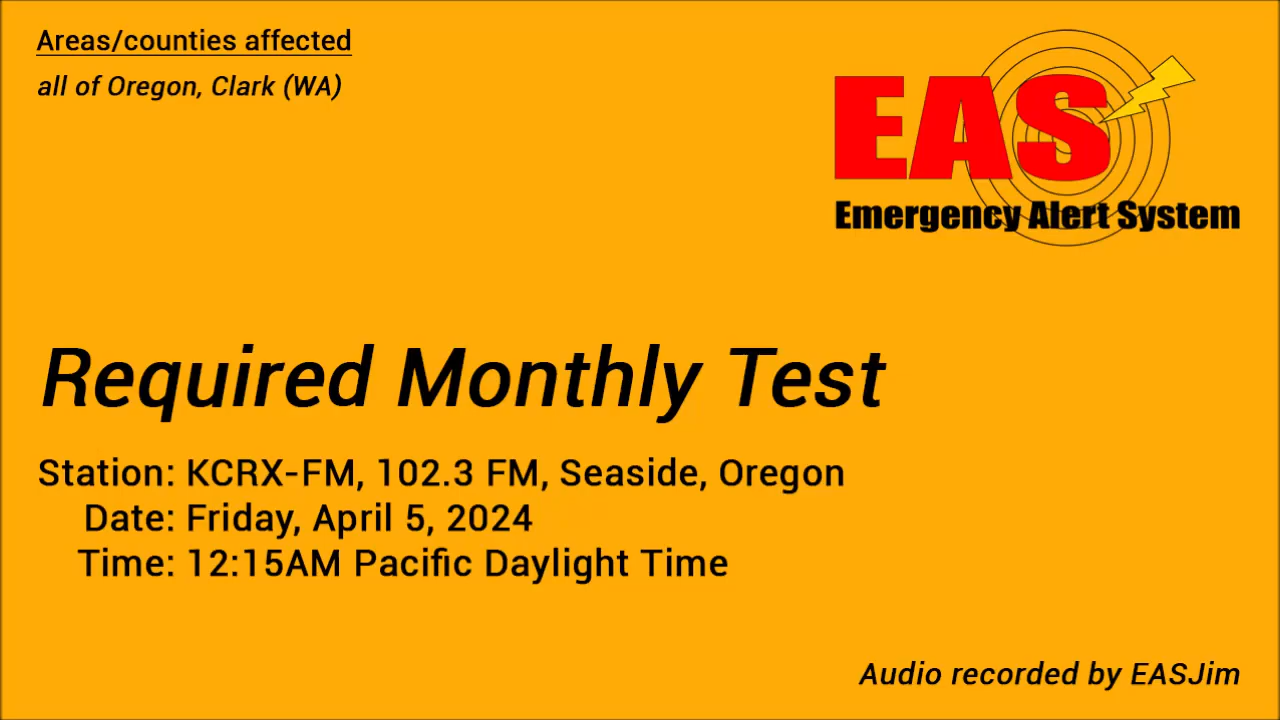 Areas/counties affected
all of Oregon, Clark (WA)
EAS
Emergency Alert System
Required Monthly Test
Station: KCRX-FM, 102.3 FM, Seaside, Oregon
Date: Friday, April 5, 2024
Time: 12:15AM Pacific Daylight Time
Audio recorded by EASJim